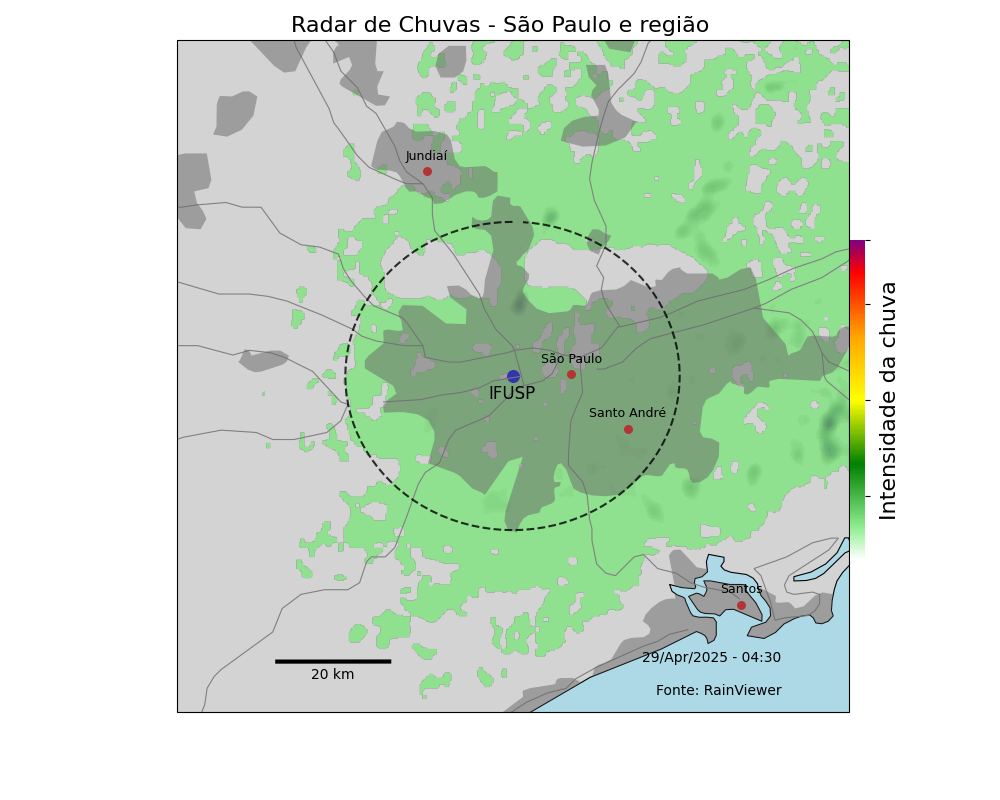 Radar de Chuvas - São Paulo e região
Jundiaí
São Paulo
IFUSP
Santo André
Intensidade da chuva
Santos
29/Apr/2025 - 04:30
20 km
Fonte: RainViewer